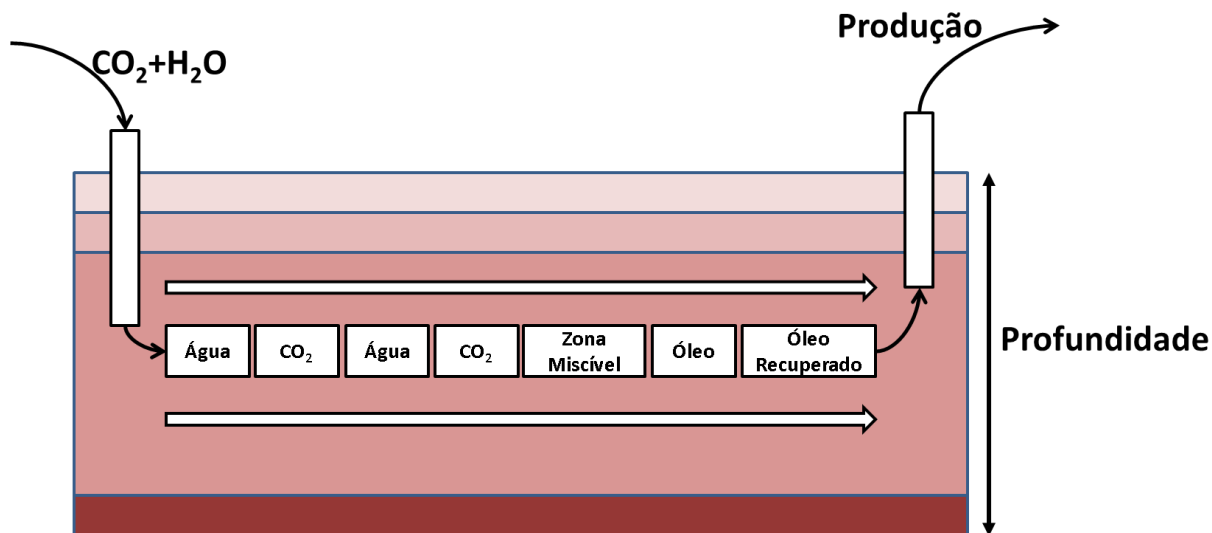 Produção
CO₂+H₂O
Profundidade
Água
CO₂
Água
CO₂
Zona
Miscível
Óleo
Óleo
Recuperado